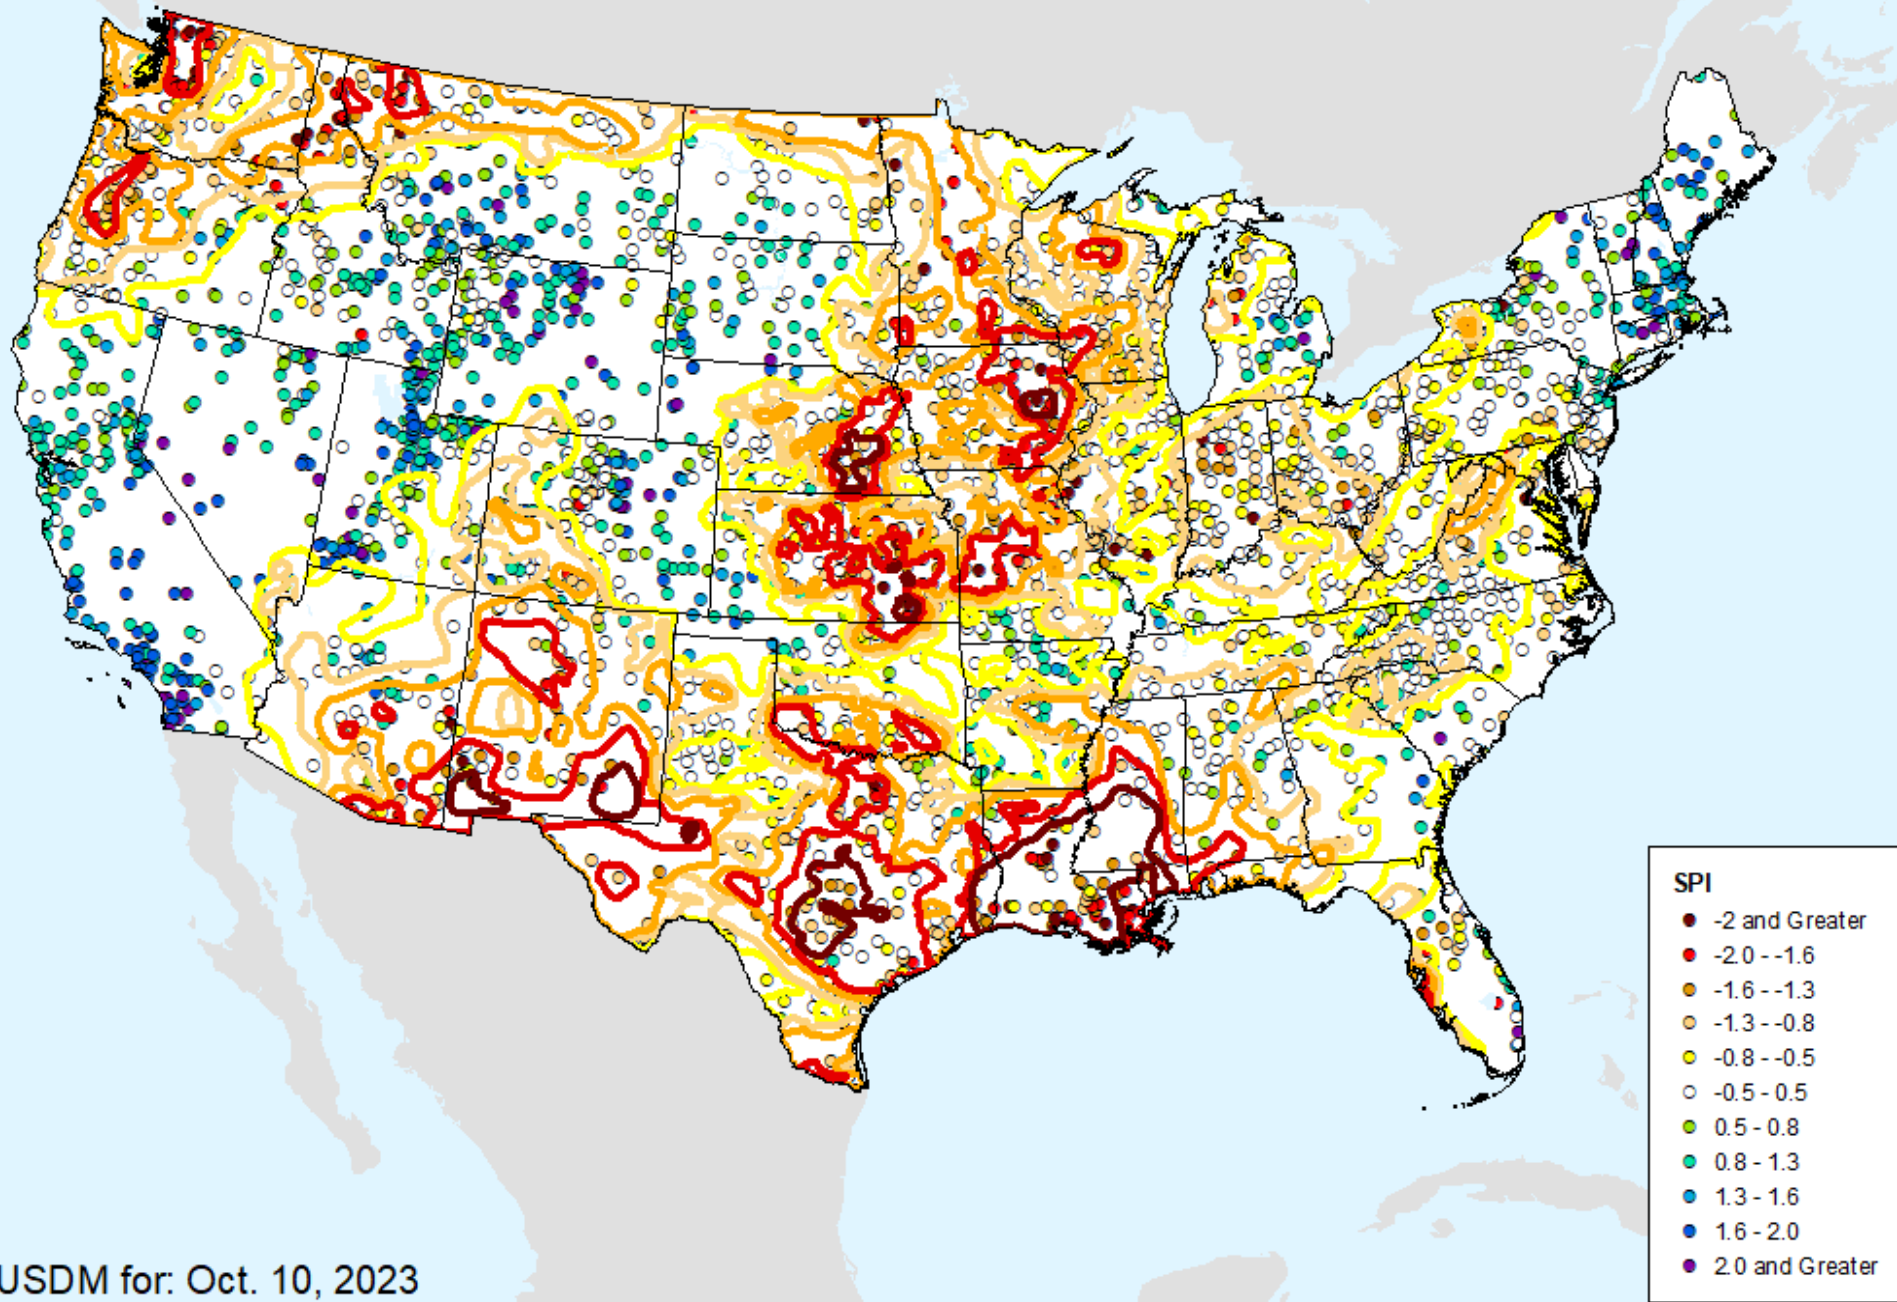 SPI
-2 and Greater
-2.0 - -1.6
-1.6 - -1.3
-1.3 - -0.8
-0.8 - -0.5
-0.5 - 0.5
0.5 - 0.8
0.8 - 1.3
1.3 - 1.6
1.6 - 2.0
2.0 and Greater
USDM for: Oct. 10, 2023